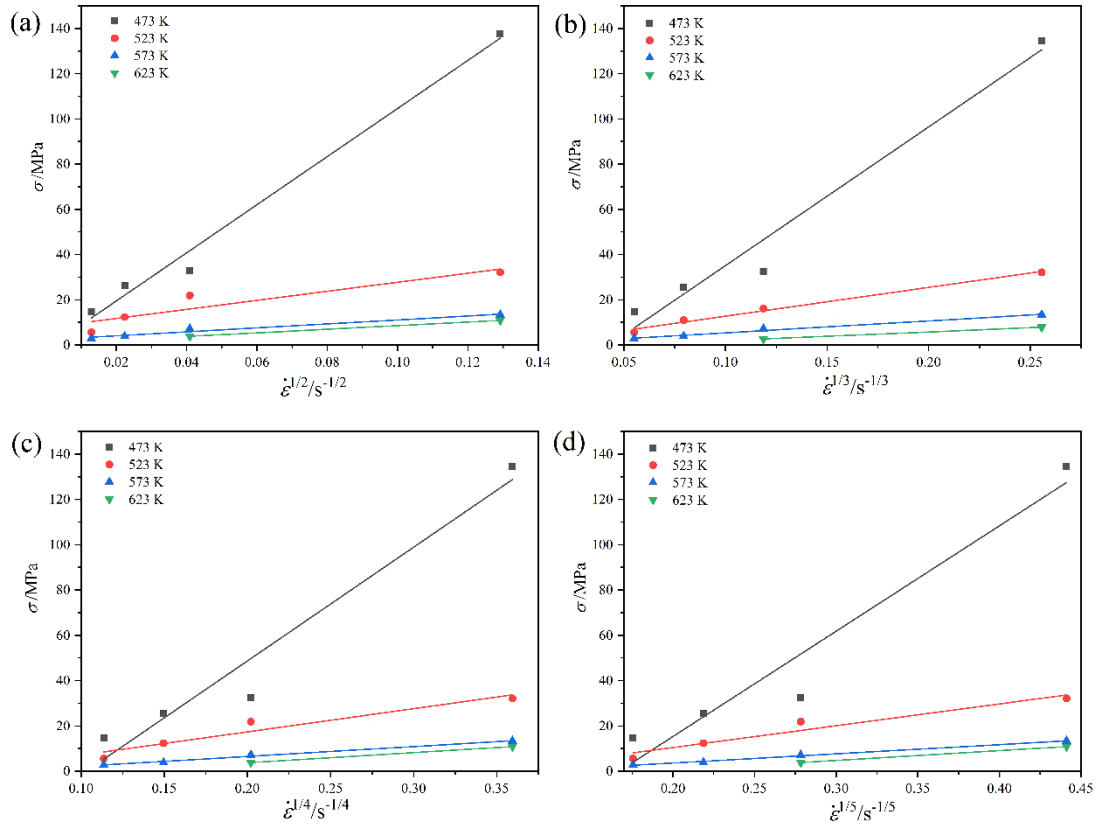 (a)
473 K
523 K
573 K
623 K
σ/MPa
140
120
100
80
60
40
20
0
0.02 0.04 0.06 0.08 0.10 0.12 0.14
ε̇^1/2/s^-1/2
(b)
473 K
523 K
573 K
623 K
σ/MPa
140
120
100
80
60
40
20
0
0.05 0.10 0.15 0.20 0.25
ε̇^1/3/s^-1/3
(c)
473 K
523 K
573 K
623 K
σ/MPa
140
120
100
80
60
40
20
0
0.10 0.15 0.20 0.25 0.30 0.35
ε̇^1/4/s^-1/4
(d)
473 K
523 K
573 K
623 K
σ/MPa
140
120
100
80
60
40
20
0
0.20 0.25 0.30 0.35 0.40 0.45
ε̇^1/5/s^-1/5